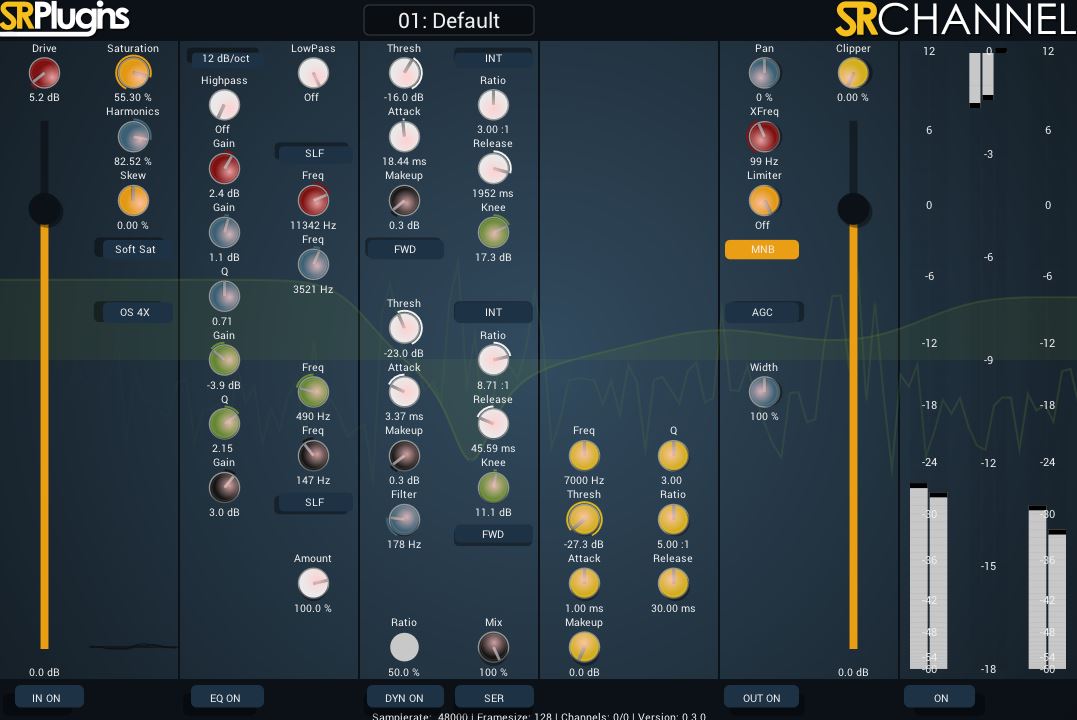 SRPlugins
01: Default
SRCHANNEL
Drive
5.2 dB
0.0 dB
IN ON
Saturation
55.30 %
Harmonics
82.52 %
Skew
0.00 %
Soft Sat
OS 4X
12 dB/oct
Highpass
Off
Gain
2.4 dB
Gain
1.1 dB
Q
0.71
Gain
-3.9 dB
Q
2.15
Gain
3.0 dB
EQ ON
LowPass
Off
SLF
Freq
11342 Hz
Freq
3521 Hz
Freq
490 Hz
Freq
147 Hz
SLF
Amount
100.0 %
Thresh
-16.0 dB
Attack
18.44 ms
Makeup
0.3 dB
FWD
Thresh
-23.0 dB
Attack
3.37 ms
Makeup
0.3 dB
Filter
178 Hz
Ratio
50.0 %
DYN ON
INT
Ratio
3.00 :1
Release
1952 ms
Knee
17.3 dB
INT
Ratio
8.71 :1
Release
45.59 ms
Knee
11.1 dB
FWD
Mix
100 %
SER
Freq
7000 Hz
Thresh
-27.3 dB
Attack
1.00 ms
Makeup
0.0 dB
Q
3.00
Ratio
5.00 :1
Release
30.00 ms
Pan
0 %
XFreq
99 Hz
Limiter
Off
MNB
AGC
Width
100 %
OUT ON
Clipper
0.00 %
0.0 dB
12
6
0
-6
-12
-18
-24
-30
-36
-42
-48
-54
-60
0
-3
-6
-9
-12
-15
-18
12
6
0
-6
-12
-18
-24
-30
-36
-42
-48
-54
-60
ON
Samplerate: 48000 | Framesize: 128 | Channels: 0/0 | Version: 0.3.0